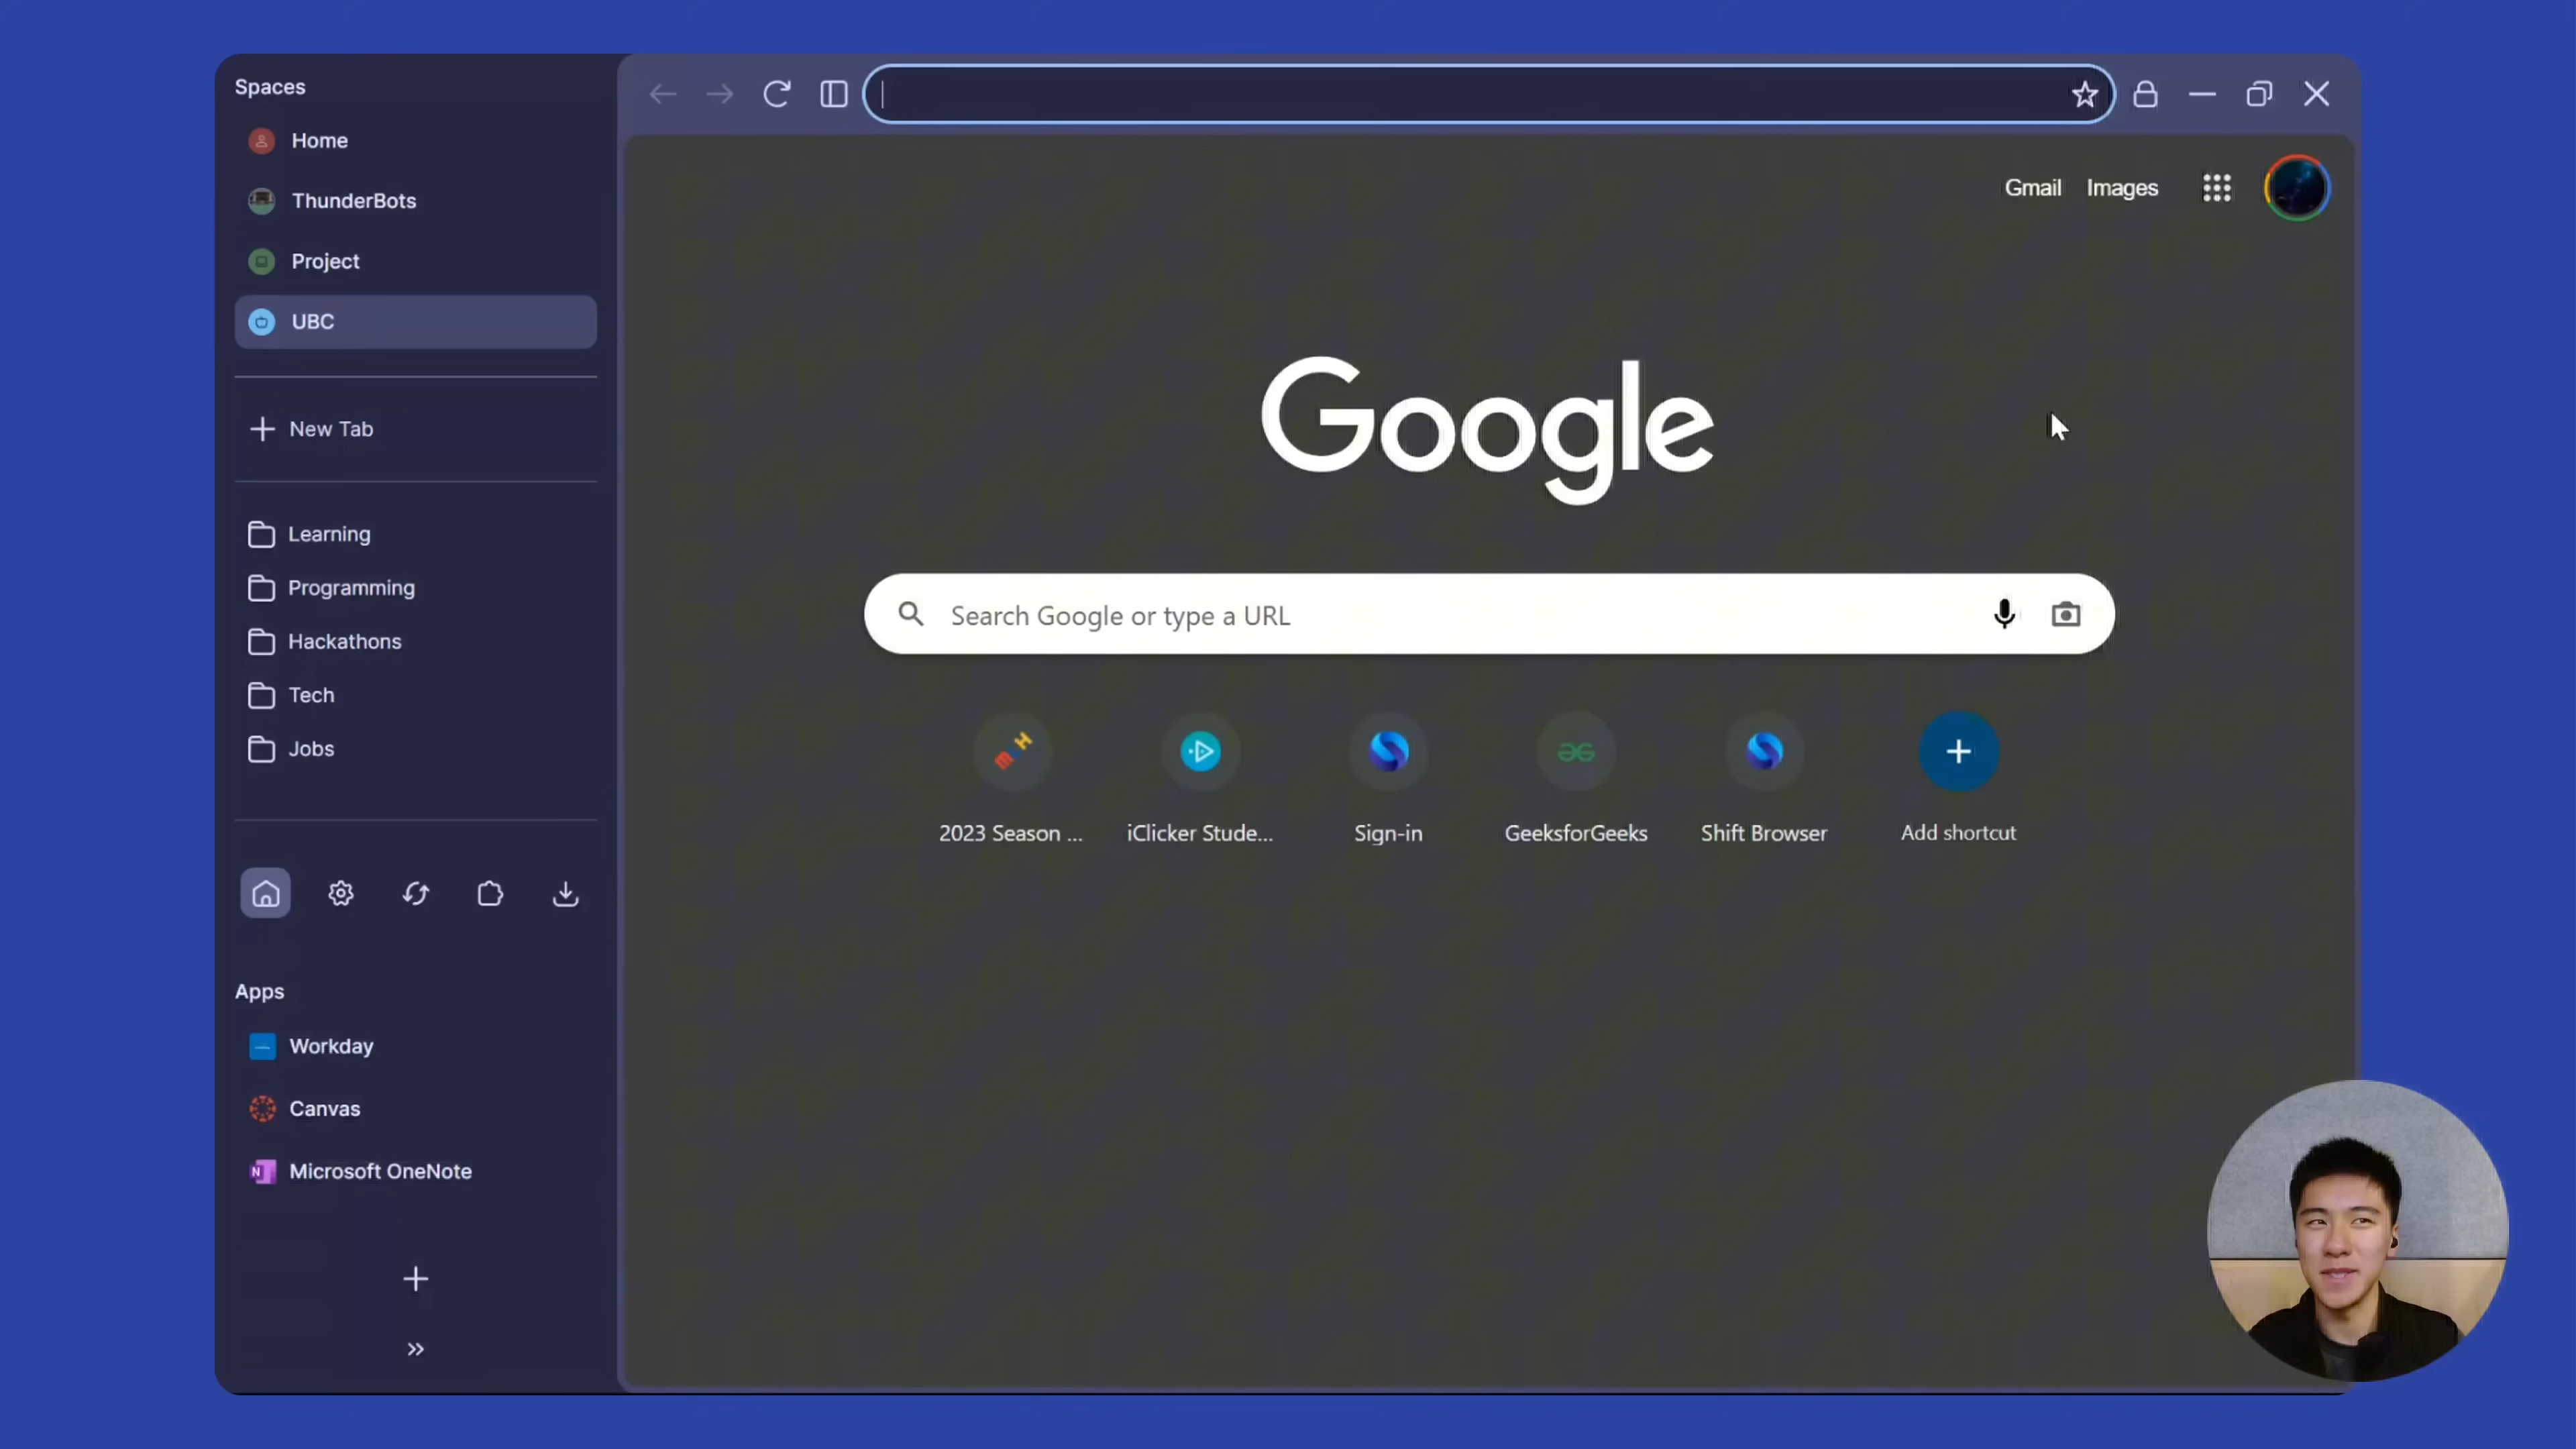 Spaces
Home
ThunderBots
Project
UBC
New Tab
Learning
Programming
Hackathons
Tech
Jobs
Apps
Workday
Canvas
N
Microsoft OneNote
Gmail
Images
Google
Search Google or type a URL
2023 Season ...
iClicker Stude...
Sign-in
GeeksforGeeks
Shift Browser
Add shortcut